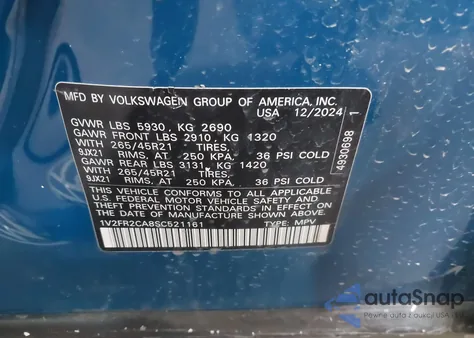 MFD BY VOLKSWAGEN GROUP OF AMERICA, INC.
USA 12/2024
GVWR LBS 5930, KG 2690
GAWR FRONT LBS 2910, KG 1320
WITH 265/45R21 TIRES,
9JX21 RIMS, AT 250 KPA, 36 PSI COLD
GAWR REAR LBS 3131, KG 1420
WITH 265/45R21 TIRES,
9JX21 RIMS, AT 250 KPA, 36 PSI COLD
THIS VEHICLE CONFORMS TO ALL APPLICABLE
U.S. FEDERAL MOTOR VEHICLE SAFETY AND
THEFT PREVENTION STANDARDS IN EFFECT ON
THE DATE OF MANUFACTURE SHOWN ABOVE.
1V2FR2CA8SC521161 TYPE: MPV
4930698 1
autoSnap
Pewne auta z USA